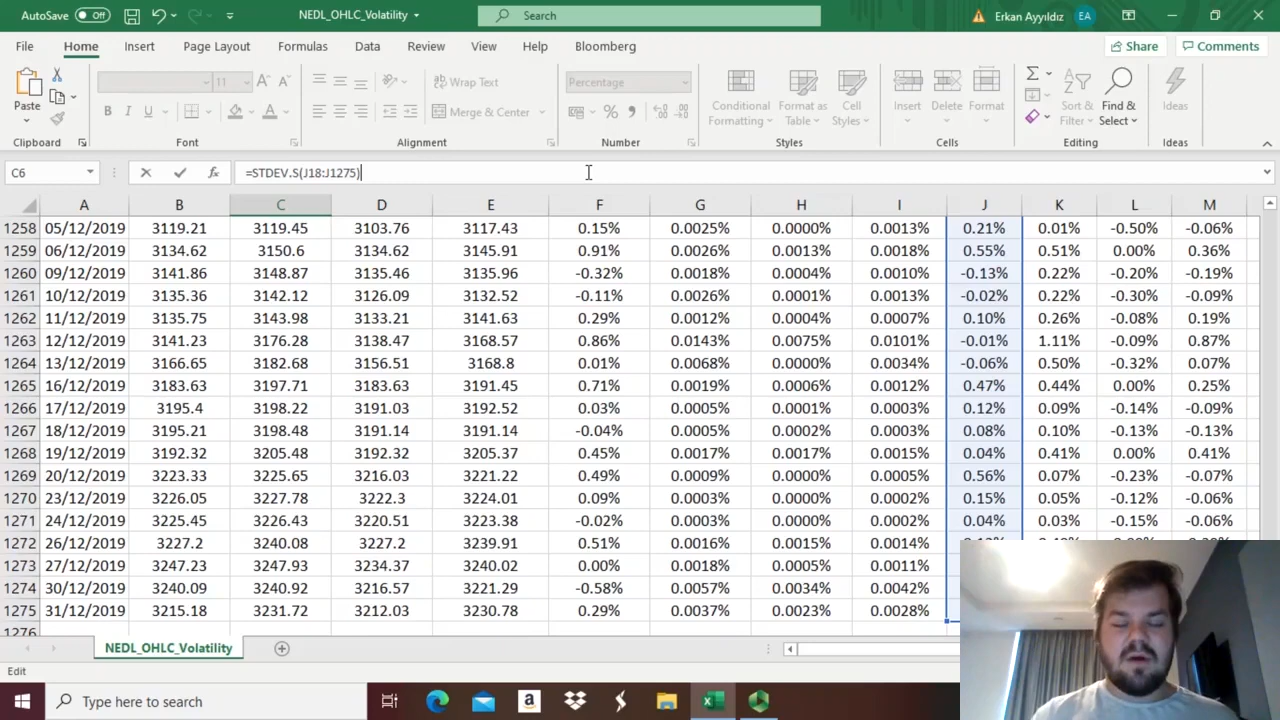 AutoSave Off NEDL_OHLC_Volatility Search Erkan Ayyıldız EA
File Home Insert Page Layout Formulas Data Review View Help Bloomberg Share Comments
Paste 11 A A Wrap Text Percentage Conditional Formatting Format as Table Cell Styles Insert Delete Format Sort & Filter Find & Select Ideas
B I U A Merge & Center % 
Clipboard Font Alignment Number Styles Cells Editing Ideas
C6 fx =STDEV.S(J18:J1275)
A B C D E F G H I J K L M
1258 05/12/2019 3119.21 3119.45 3103.76 3117.43 0.15% 0.0025% 0.0000% 0.0013% 0.21% 0.01% -0.50% -0.06%
1259 06/12/2019 3134.62 3150.6 3134.62 3145.91 0.91% 0.0026% 0.0013% 0.0018% 0.55% 0.51% 0.00% 0.36%
1260 09/12/2019 3141.86 3148.87 3135.46 3135.96 -0.32% 0.0018% 0.0004% 0.0010% -0.13% 0.22% -0.20% -0.19%
1261 10/12/2019 3135.36 3142.12 3126.09 3132.52 -0.11% 0.0026% 0.0001% 0.0013% -0.02% 0.22% -0.30% -0.09%
1262 11/12/2019 3135.75 3143.98 3133.21 3141.63 0.29% 0.0012% 0.0004% 0.0007% 0.10% 0.26% -0.08% 0.19%
1263 12/12/2019 3141.23 3176.28 3138.47 3168.57 0.86% 0.0143% 0.0075% 0.0101% -0.01% 1.11% -0.09% 0.87%
1264 13/12/2019 3166.65 3182.68 3156.51 3168.8 0.01% 0.0068% 0.0000% 0.0034% -0.06% 0.50% -0.32% 0.07%
1265 16/12/2019 3183.63 3197.71 3183.63 3191.45 0.71% 0.0019% 0.0006% 0.0012% 0.47% 0.44% 0.00% 0.25%
1266 17/12/2019 3195.4 3198.22 3191.03 3192.52 0.03% 0.0005% 0.0001% 0.0003% 0.12% 0.09% -0.14% -0.09%
1267 18/12/2019 3195.21 3198.48 3191.14 3191.14 -0.04% 0.0005% 0.0002% 0.0003% 0.08% 0.10% -0.13% -0.13%
1268 19/12/2019 3192.32 3205.48 3192.32 3205.37 0.45% 0.0017% 0.0017% 0.0015% 0.04% 0.41% 0.00% 0.41%
1269 20/12/2019 3223.33 3225.65 3216.03 3221.22 0.49% 0.0009% 0.0000% 0.0006% 0.56% 0.07% -0.23% -0.07%
1270 23/12/2019 3226.05 3227.78 3222.3 3224.01 0.09% 0.0003% 0.0000% 0.0002% 0.15% 0.05% -0.12% -0.06%
1271 24/12/2019 3225.45 3226.43 3220.51 3223.38 -0.02% 0.0003% 0.0000% 0.0002% 0.04% 0.03% -0.15% -0.06%
1272 26/12/2019 3227.2 3240.08 3227.2 3239.91 0.51% 0.0016% 0.0015% 0.0014%
1273 27/12/2019 3247.23 3247.93 3234.37 3240.02 0.00% 0.0018% 0.0005% 0.0011%
1274 30/12/2019 3240.09 3240.92 3216.57 3221.29 -0.58% 0.0057% 0.0034% 0.0042%
1275 31/12/2019 3215.18 3231.72 3212.03 3230.78 0.29% 0.0037% 0.0023% 0.0028%
1276
NEDL_OHLC_Volatility
Edit
Type here to search